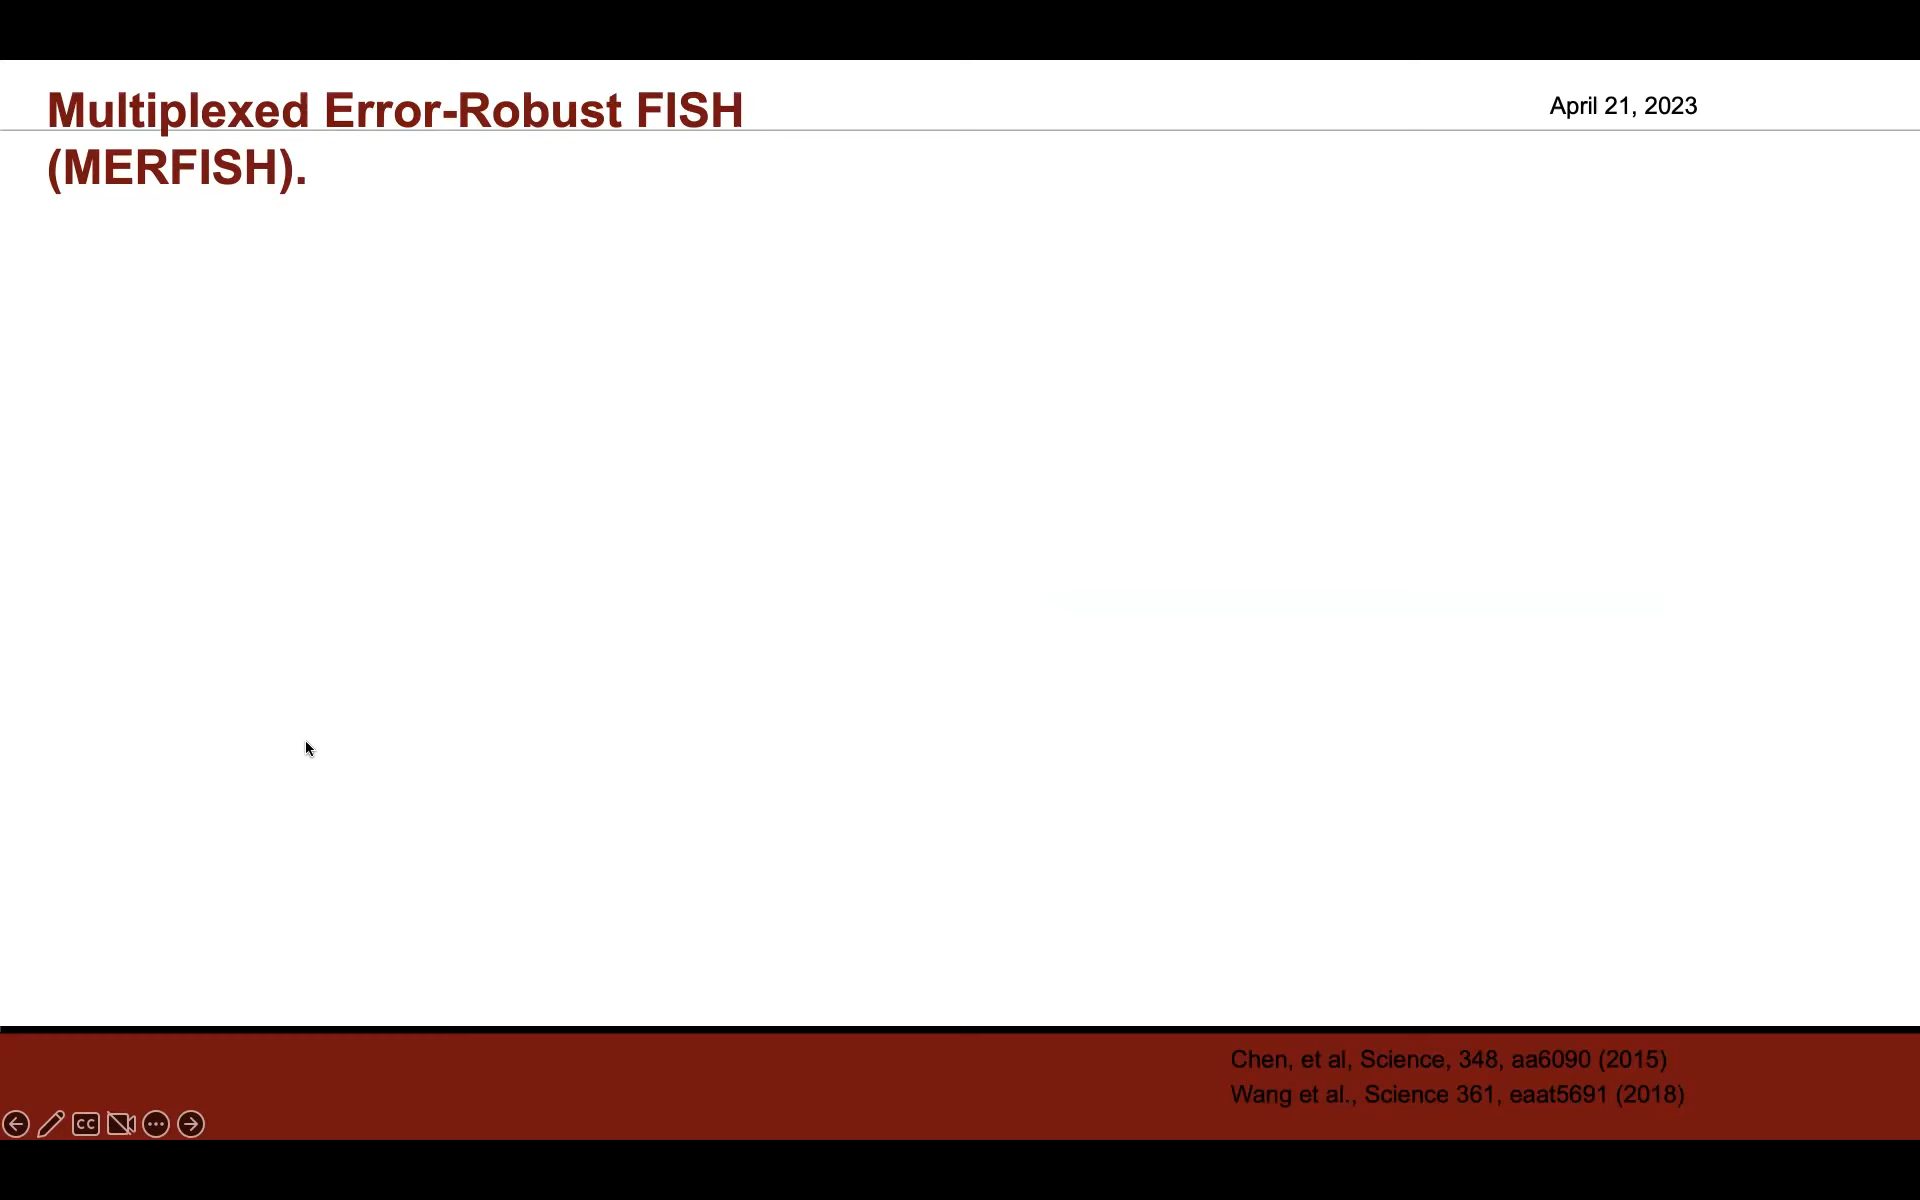 Multiplexed Error-Robust FISH
(MERFISH).
April 21, 2023
Chen, et al, Science, 348, aa6090 (2015)
Wang et al., Science 361, eaat5691 (2018)
CC